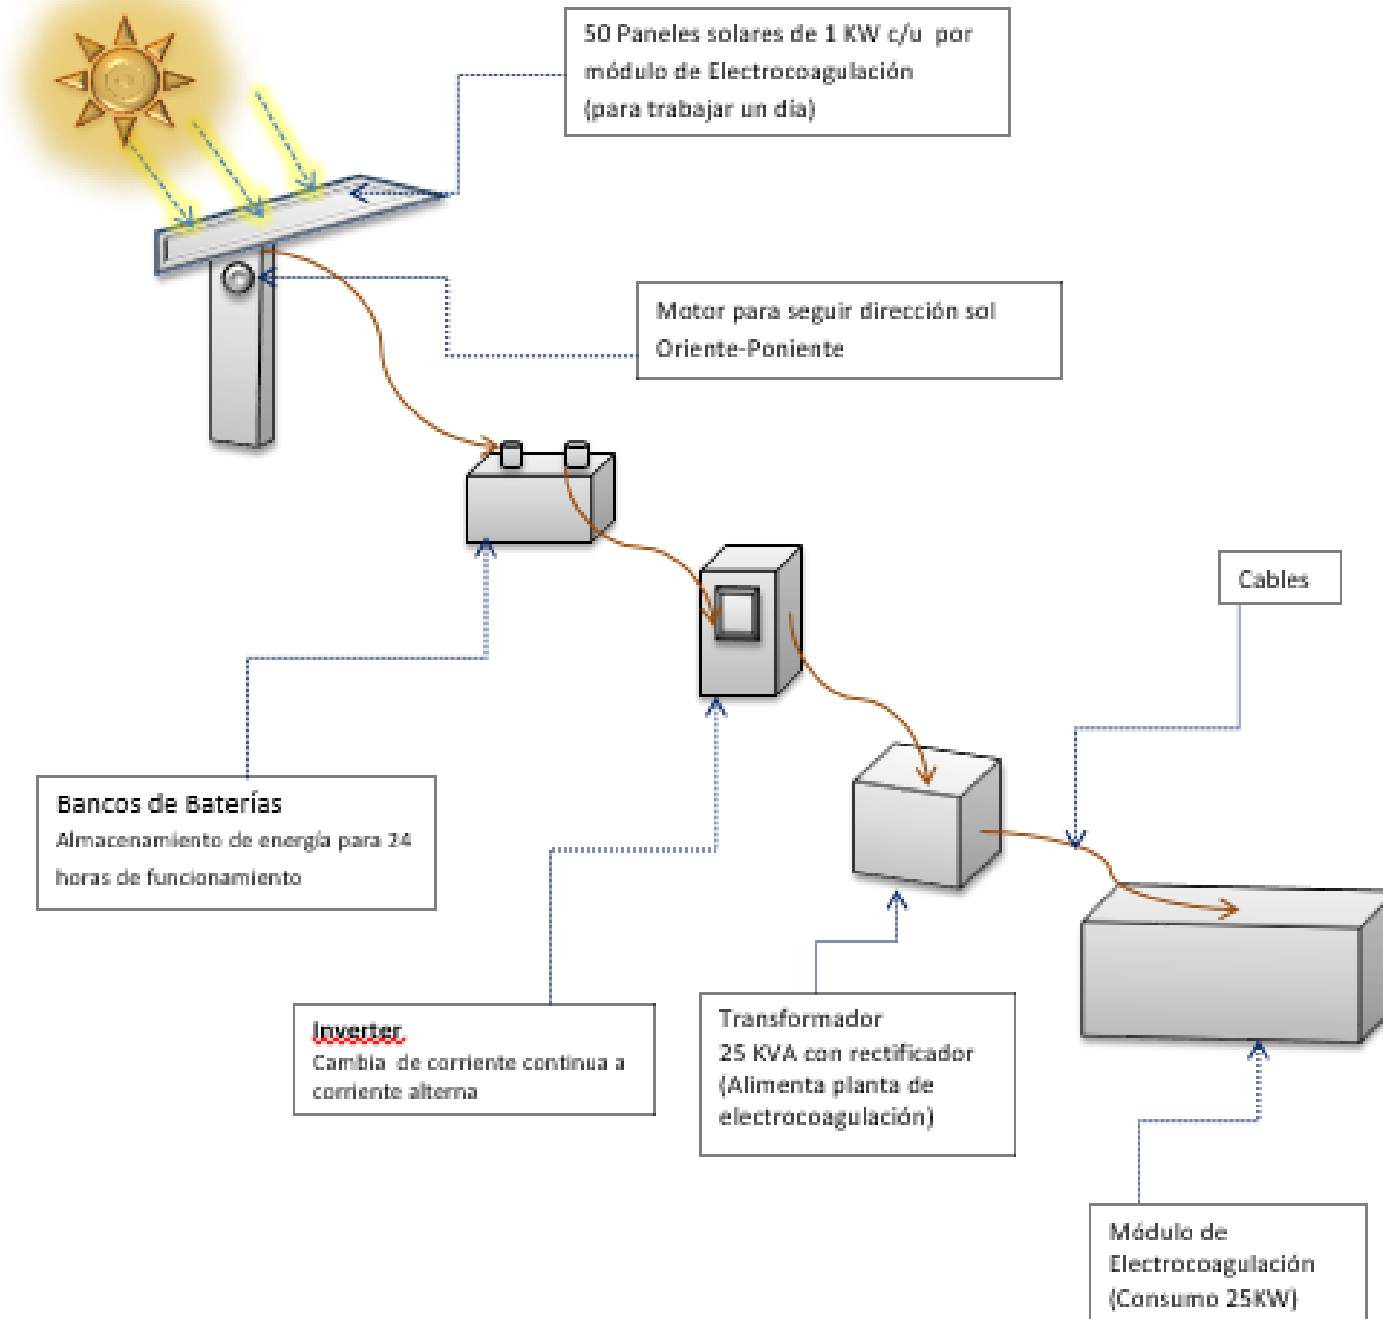 50 Paneles solares de 1 KW c/u por
módulo de Electrocoagulación
(para trabajar un día)
Motor para seguir dirección sol
Oriente-Poniente
Cables
Bancos de Baterías
Almacenamiento de energía para 24
horas de funcionamiento
Inverter
Cambia de corriente continua a
corriente alterna
Transformador
25 KVA con rectificador
(Alimenta planta de
electrocoagulación)
Módulo de
Electrocoagulación
(Consumo 25KW)